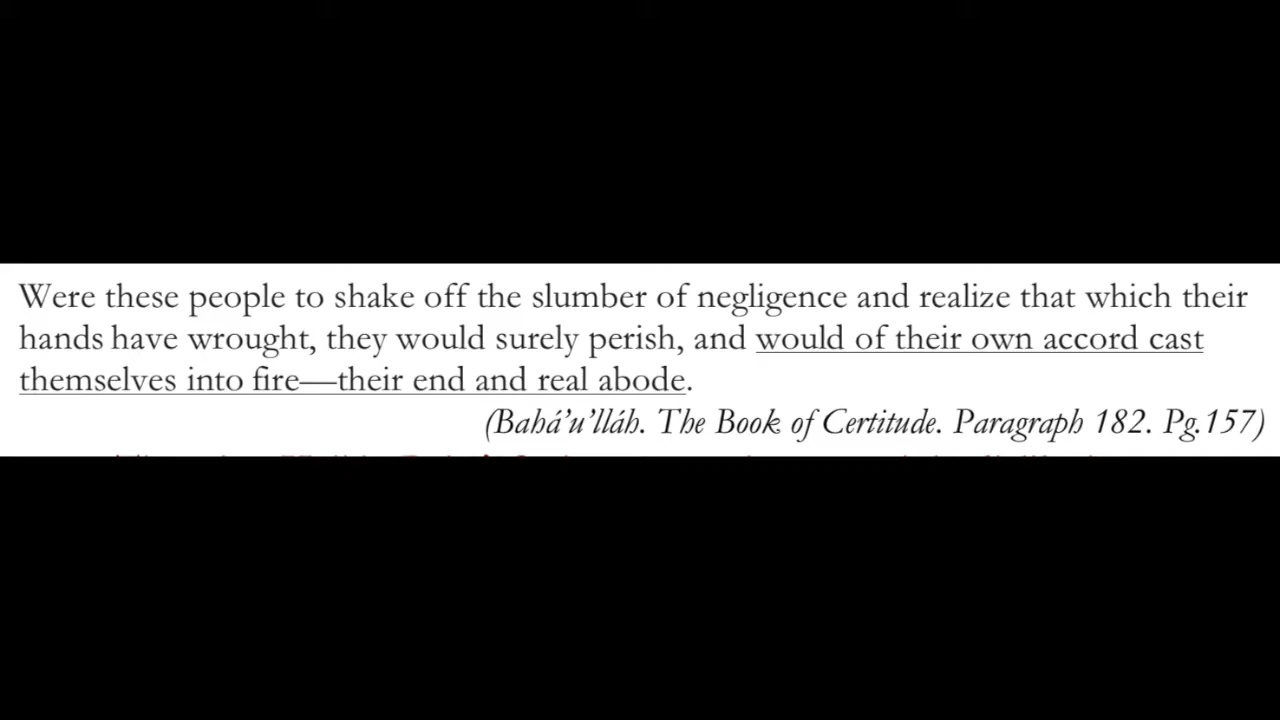 Were these people to shake off the slumber of negligence and realize that which their
hands have wrought, they would surely perish, and would of their own accord cast
themselves into fire—their end and real abode.
(Bahá’u’lláh. The Book of Certitude. Paragraph 182. Pg.157)